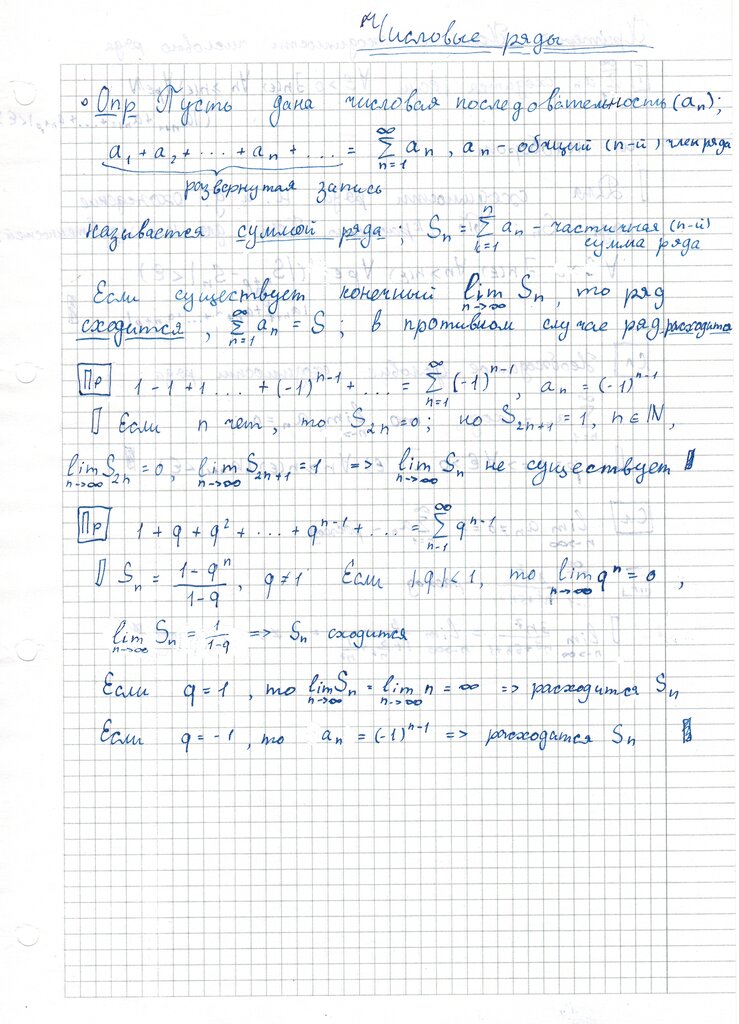 Числовые ряды
Опр Пусть дана числовая последовательность (aₙ);
a₁ + a₂ + ... + aₙ + ... = ∑ₙ₌₁^∞ aₙ, aₙ - общий (n-й) член ряда
развернутая запись
называется суммой ряда; Sₙ = ∑ₖ₌₁ⁿ aₙ - частичная (n-й)
сумма ряда
Если существует конечный lim_{n→∞} Sₙ, то ряд
сходится, ∑ₙ₌₁^∞ aₙ = S; в противном случае ряд расходится
Пр 1 - 1 + 1 ... + (-1)ⁿ⁻¹ + ... = ∑ₙ₌₁^∞ (-1)ⁿ⁻¹, aₙ = (-1)ⁿ⁻¹
▯ Если n чет, то S₂ₙ = 0; но S₂ₙ₊₁ = 1, n ∈ ℕ,
lim_{n→∞} S₂ₙ = 0, lim_{n→∞} S₂ₙ₊₁ = 1 => lim_{n→∞} Sₙ не существует ▮
Пр 1 + q + q² + ... + qⁿ⁻¹ + ... = ∑_{n-1}^∞ qⁿ⁻¹
▯ Sₙ = (1 - qⁿ)/(1 - q), q ≠ 1 Если |q| < 1, то lim_{n→∞} qⁿ = 0,
lim_{n→∞} Sₙ = 1/(1-q) => Sₙ сходится
Если q = 1, то lim_{n→∞} Sₙ = lim_{n→∞} n = ∞ => расходится Sₙ
Если q = -1, то aₙ = (-1)ⁿ⁻¹ => расходится Sₙ ▮